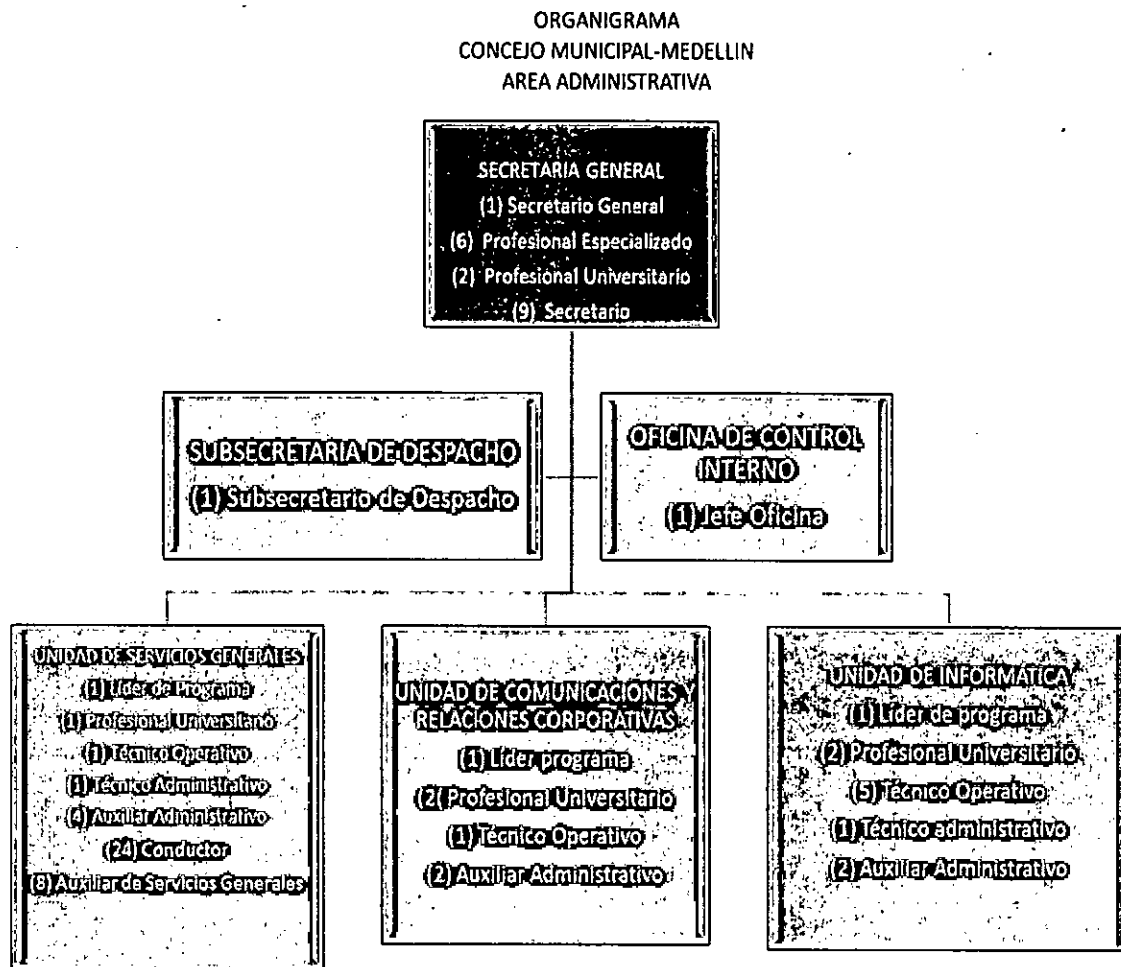 ORGANIGRAMA
CONCEJO MUNICIPAL-MEDELLIN
AREA ADMINISTRATIVA
SECRETARIA GENERAL
(1) Secretario General
(6) Profesional Especializado
(2) Profesional Universitario
(9) Secretario
SUBSECRETARIA DE DESPACHO
(1) Subsecretario de Despacho
OFICINA DE CONTROL
INTERNO
(1) Jefe Oficina
UNIDAD DE SERVICIOS GENERALES
(1) Líder de Programa
(1) Profesional Universitario
(1) Técnico Operativo
(1) Técnico Administrativo
(4) Auxiliar Administrativo
(24) Conductor
(8) Auxiliar de Servicios Generales
UNIDAD DE COMUNICACIONES Y
RELACIONES CORPORATIVAS
(1) Líder programa
(2( Profesional Universitario
(1) Técnico Operativo
(2) Auxiliar Administrativo
UNIDAD DE INFORMÁTICA
(1) Líder de programa
(2) Profesional Universitario
(5) Técnico Operativo
(1) Técnico administrativo
(2) Auxiliar Administrativo